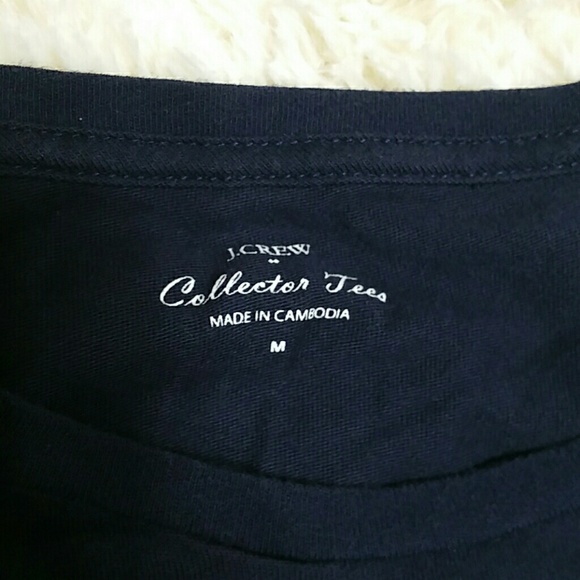 J.CREW
Collector Tees
MADE IN CAMBODIA
M